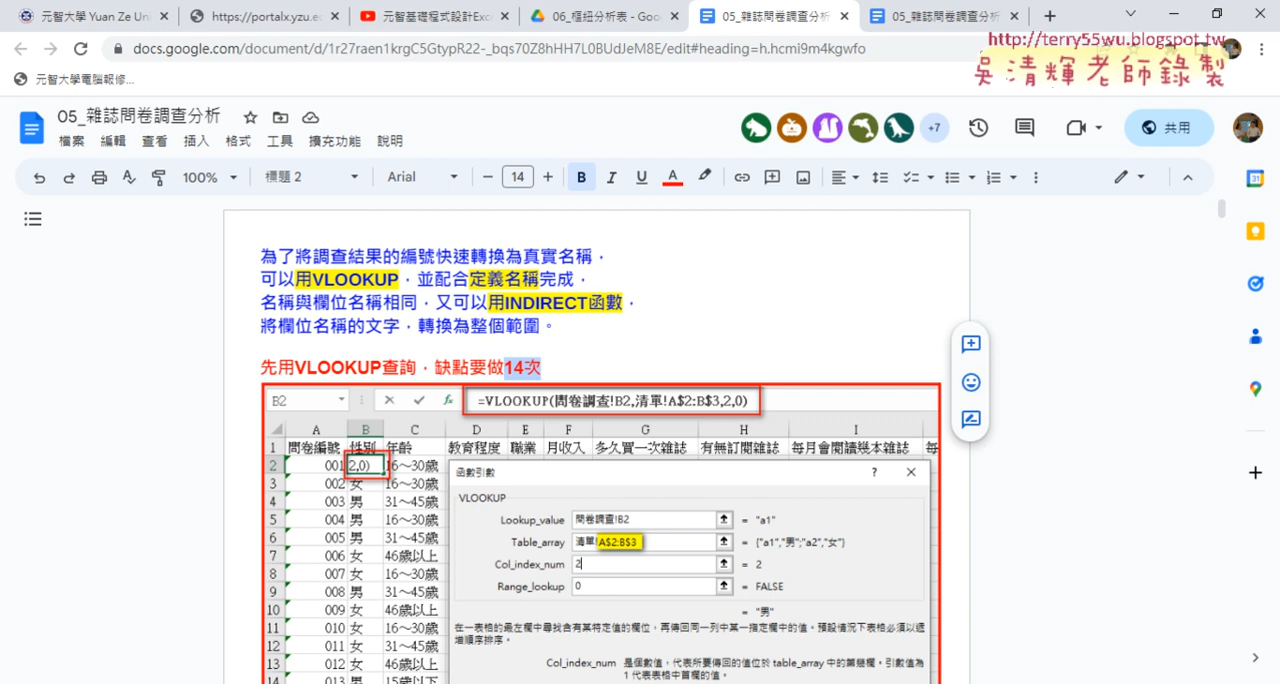 元智大學 Yuan Ze Uni
https://portalx.yzu.ec
元智基礎程式設計Exc
06_樞紐分析表 - Goo
05_雜誌問卷調查分析
05_雜誌問卷調查分析
docs.google.com/document/d/1r27raen1krgC5GtypR22-_bqs70Z8hHH7L0BUdJeM8E/edit#heading=h.hcmi9m4kgwfo
http://terry55wu.blogspot.tw
吳清輝老師錄製
元智大學電腦報修...
05_雜誌問卷調查分析
檔案 編輯 查看 插入 格式 工具 擴充功能 說明
+7
共用
100% 標題 2 Arial 14 B I U A
為了將調查結果的編號快速轉換為真實名稱，
可以用VLOOKUP，並配合定義名稱完成，
名稱與欄位名稱相同，又可以用INDIRECT函數，
將欄位名稱的文字，轉換為整個範圍。
先用VLOOKUP查詢，缺點要做14次
B2 fx =VLOOKUP(問卷調查!B2,清單!A$2:B$3,2,0)
A B C D E F G H I
1 問卷編號 性別 年齡 教育程度 職業 月收入 多久買一次雜誌 有無訂閱雜誌 每月會閱讀幾本雜誌 每
2 001 2,0) 16～30歲
3 002 女 16～30歲
4 003 男 31～45歲
5 004 男 16～30歲
6 005 男 31～45歲
7 006 女 46歲以上
8 007 女 16～30歲
9 008 男 31～45歲
10 009 女 46歲以上
11 010 女 16～30歲
12 011 女 31～45歲
13 012 女 46歲以上
14 013 男 15歲以下
函數引數 ?
VLOOKUP
Lookup_value 問卷調查!B2 = "a1"
Table_array 清單!A$2:B$3 = {"a1","男";"a2","女"}
Col_index_num 2 = 2
Range_lookup 0 = FALSE
= "男"
在一表格的最左欄中尋找含有某特定值的欄位，再傳回同一列中某一指定欄中的值。預設情況下表格必須以遞
增順序排序。
Col_index_num 是個數值，代表所要傳回的值位於 table_array 中的第幾欄。引數值為
1 代表表格中首欄的值。